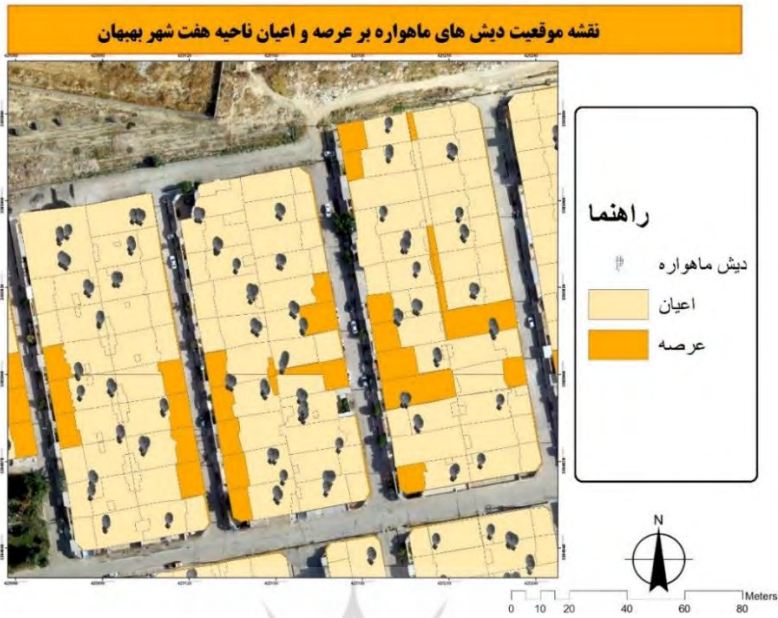 نقشه موقعیت دیش های ماهواره بر عرصه و اعیان ناحیه هفت شهر بهبهان
راهنما
دیش ماهواره
اعیان
عرصه
N
Meters
0 10 20 40 60 80